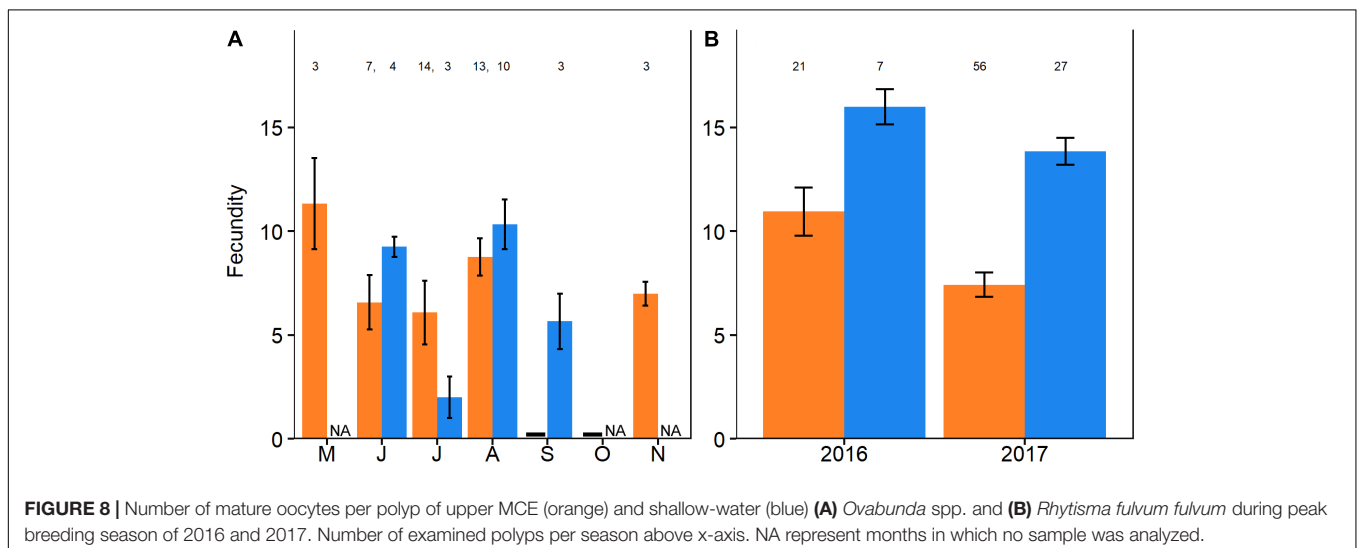 A
B
3 7, 4 14, 3 13, 10 3 3
21 7 56 27
Fecundity
15
10
5
0
15
10
5
0
NA NA NA
M J J A S O N
2016 2017
FIGURE 8 | Number of mature oocytes per polyp of upper MCE (orange) and shallow-water (blue) (A) Ovabunda spp. and (B) Rhytisma fulvum fulvum during peak
breeding season of 2016 and 2017. Number of examined polyps per season above x-axis. NA represent months in which no sample was analyzed.